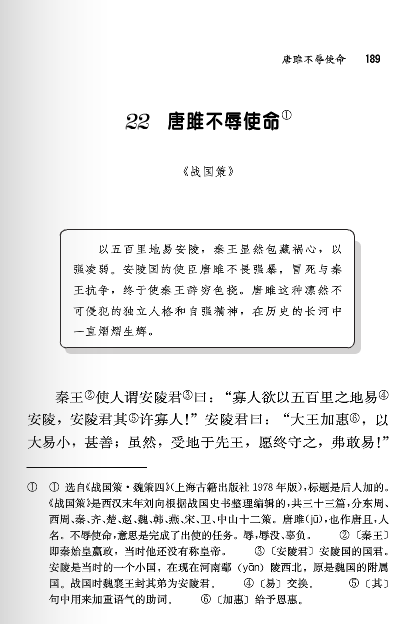 唐雎不辱使命 189
22 唐雎不辱使命①
《战国策》
以五百里地易安陵，秦王显然包藏祸心，以
强凌弱。安陵国的使臣唐雎不畏强暴，冒死与秦
王抗争，终于使秦王辞穷色挠。唐雎这种凛然不
可侵犯的独立人格和自强精神，在历史的长河中
一直熠熠生辉。
秦王②使人谓安陵君③曰：“寡人欲以五百里之地易④
安陵，安陵君其⑤许寡人!”安陵君曰：“大王加惠⑥，以
大易小，甚善；虽然，受地于先王，愿终守之，弗敢易!”
① ① 选自《战国策·魏策四》(上海古籍出版社 1978 年版)，标题是后人加的。
《战国策》是西汉末年刘向根据战国史书整理编辑的，共三十三篇，分东周、
西周、秦、齐、楚、赵、魏、韩、燕、宋、卫、中山十二策。唐雎(jū)，也作唐且，人
名。不辱使命，意思是完成了出使的任务。辱，辱没、辜负。 ②〔秦王〕
即秦始皇嬴政，当时他还没有称皇帝。 ③〔安陵君〕安陵国的国君。
安陵是当时的一个小国，在现在河南鄢（yān）陵西北，原是魏国的附属
国。战国时魏襄王封其弟为安陵君。 ④〔易〕交换。 ⑤〔其〕
句中用来加重语气的助词。 ⑥〔加惠〕给予恩惠。